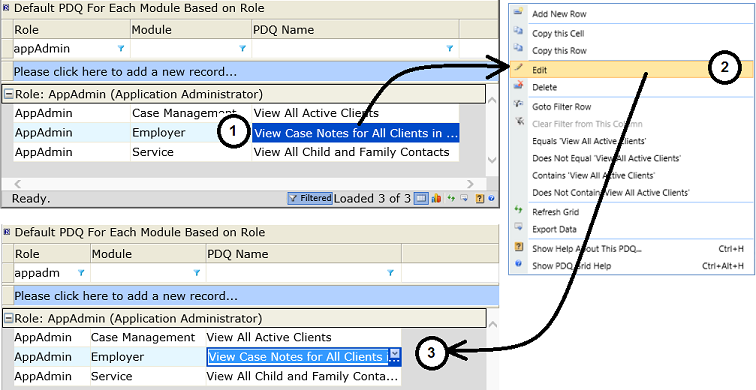 Default PDQ For Each Module Based on Role
Role Module PDQ Name
appAdmin
Please click here to add a new record...
Role: AppAdmin (Application Administrator)
AppAdmin Case Management View All Active Clients
AppAdmin Employer 1 View Case Notes for All Clients in ...
AppAdmin Service View All Child and Family Contacts
Ready. Filtered Loaded 3 of 3
Add New Row
Copy this Cell
Copy this Row
Edit 2
Delete
Goto Filter Row
Clear Filter from This Column
Equals 'View All Active Clients'
Does Not Equal 'View All Active Clients'
Contains 'View All Active Clients'
Does Not Contain 'View All Active Clients'
Refresh Grid
Export Data
Show Help About This PDQ... Ctrl+H
Show PDQ Grid Help Ctrl+Alt+H
Default PDQ For Each Module Based on Role
Role Module PDQ Name
appadm
Please click here to add a new record...
Role: AppAdmin (Application Administrator)
AppAdmin Case Management View All Active Clients
AppAdmin Employer View Case Notes for All Clients ... 3
AppAdmin Service View All Child and Family Conta...